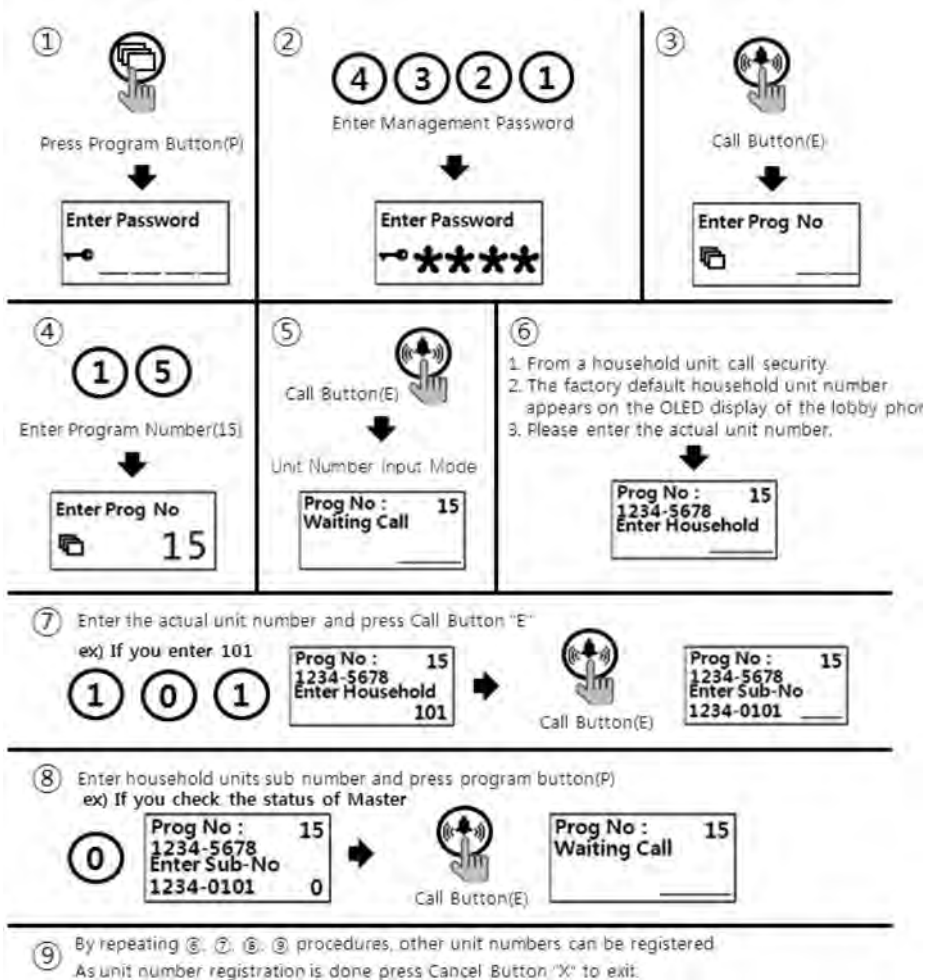 ①
Press Program Button(P)
Enter Password
②
4 3 2 1
Enter Management Password
Enter Password
****
③
Call Button(E)
Enter Prog No
④
1 5
Enter Program Number(15)
Enter Prog No
15
⑤
Call Button(E)
Unit Number Input Mode
Prog No : 15
Waiting Call
⑥
1. From a household unit, call security.
2. The factory default household unit number
appears on the OLED display of the lobby phor
3. Please enter the actual unit number.
Prog No : 15
1234-5678
Enter Household
⑦ Enter the actual unit number and press Call Button "E"
ex) If you enter 101
1 0 1
Prog No : 15
1234-5678
Enter Household
101
Call Button(E)
Prog No : 15
1234-5678
Enter Sub-No
1234-0101
⑧ Enter household units sub number and press program button(P)
ex) If you check the status of Master
0
Prog No : 15
1234-5678
Enter Sub-No
1234-0101 0
Call Button(E)
Prog No : 15
Waiting Call
⑨ By repeating ⑥, ⑦, ⑧, ⑨ procedures, other unit numbers can be registered
As unit number registration is done press Cancel Button "X" to exit.